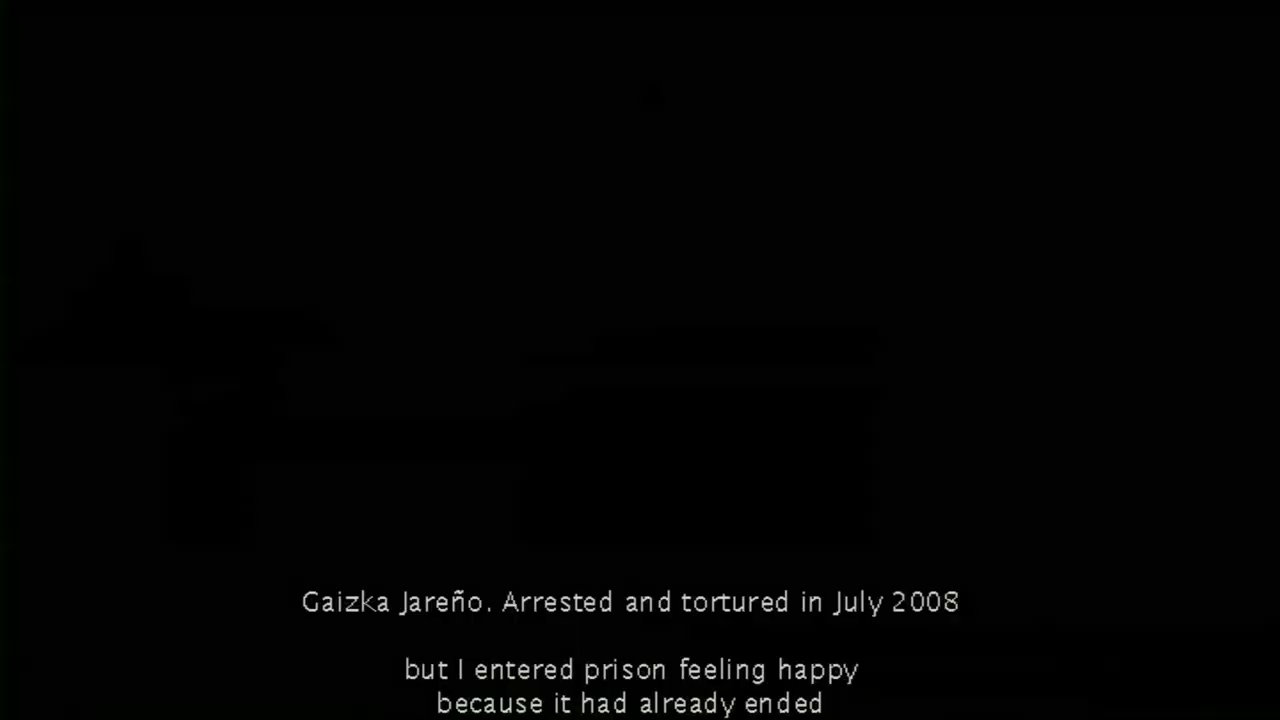 Gaizka Jareño. Arrested and tortured in July 2008
but I entered prison feeling happy
because it had already ended